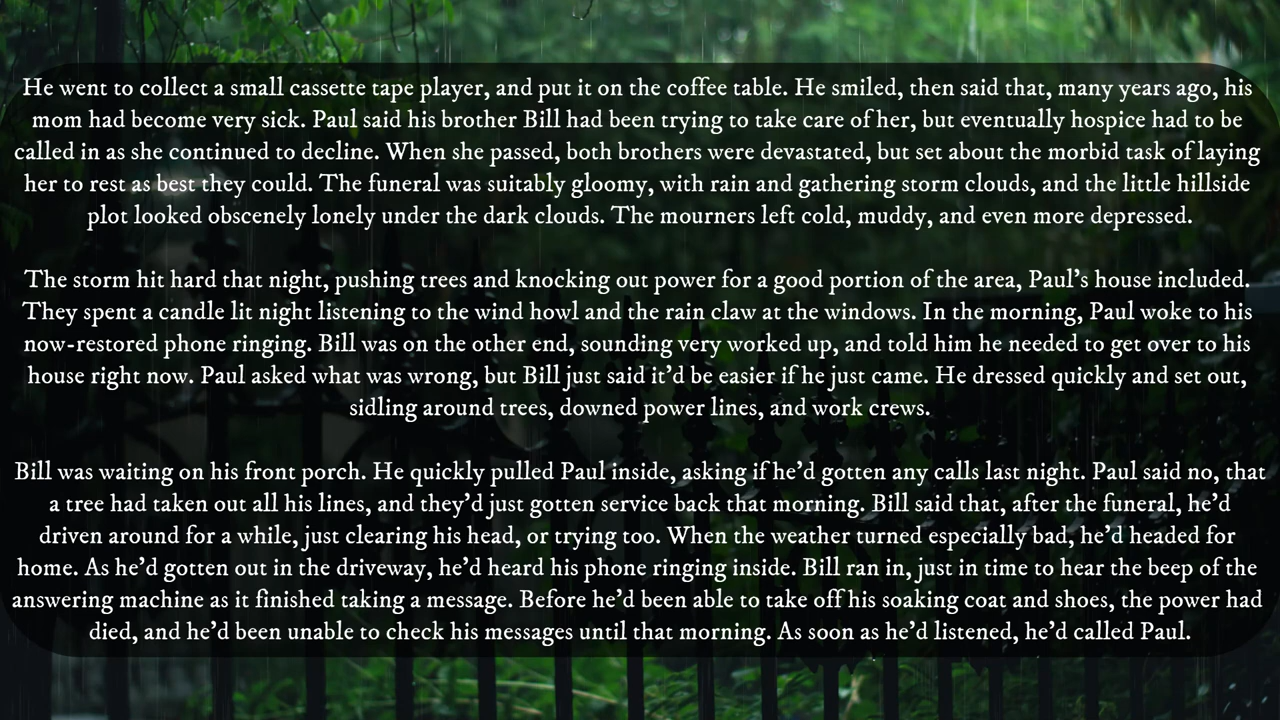 He went to collect a small cassette tape player, and put it on the coffee table. He smiled, then said that, many years ago, his
mom had become very sick. Paul said his brother Bill had been trying to take care of her, but eventually hospice had to be
called in as she continued to decline. When she passed, both brothers were devastated, but set about the morbid task of laying
her to rest as best they could. The funeral was suitably gloomy, with rain and gathering storm clouds, and the little hillside
plot looked obscenely lonely under the dark clouds. The mourners left cold, muddy, and even more depressed.
The storm hit hard that night, pushing trees and knocking out power for a good portion of the area, Paul's house included.
They spent a candle lit night listening to the wind howl and the rain claw at the windows. In the morning, Paul woke to his
now-restored phone ringing. Bill was on the other end, sounding very worked up, and told him he needed to get over to his
house right now. Paul asked what was wrong, but Bill just said it'd be easier if he just came. He dressed quickly and set out,
sidling around trees, downed power lines, and work crews.
Bill was waiting on his front porch. He quickly pulled Paul inside, asking if he'd gotten any calls last night. Paul said no, that
a tree had taken out all his lines, and they'd just gotten service back that morning. Bill said that, after the funeral, he'd
driven around for a while, just clearing his head, or trying too. When the weather turned especially bad, he'd headed for
home. As he'd gotten out in the driveway, he'd heard his phone ringing inside. Bill ran in, just in time to hear the beep of the
answering machine as it finished taking a message. Before he'd been able to take off his soaking coat and shoes, the power had
died, and he'd been unable to check his messages until that morning. As soon as he'd listened, he'd called Paul.